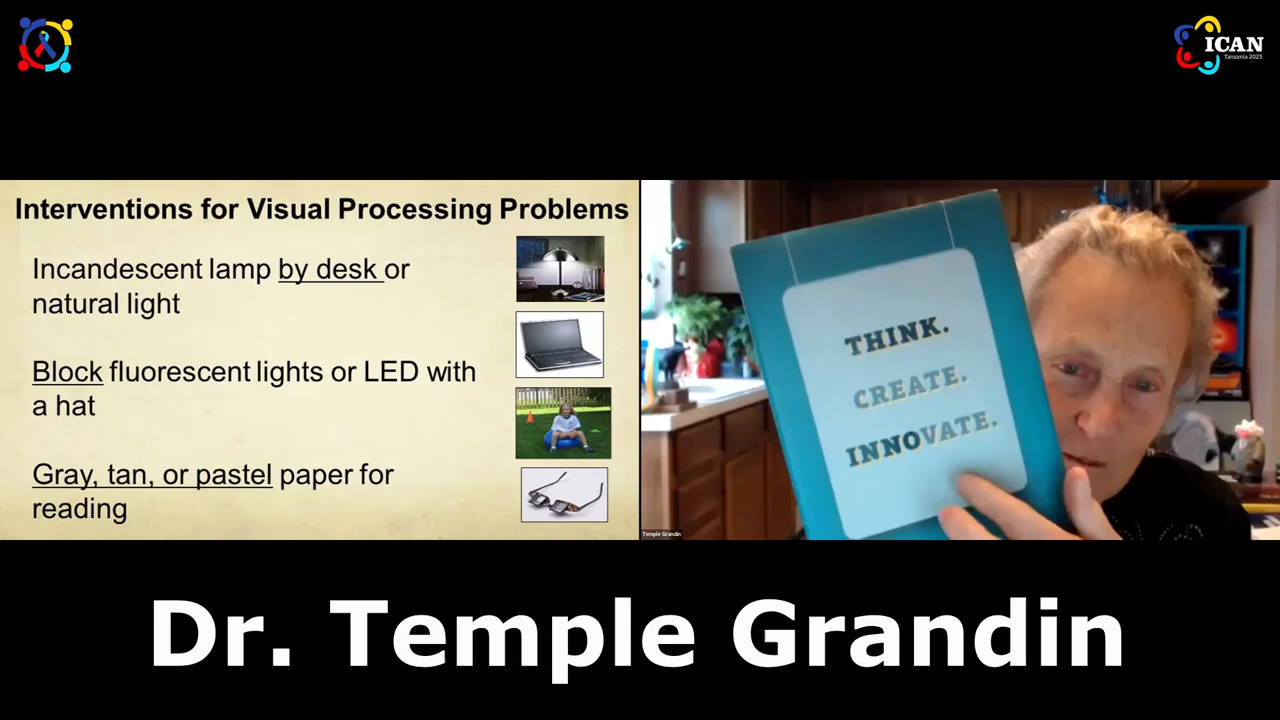 ICAN
Tanzania 2023
Interventions for Visual Processing Problems
Incandescent lamp by desk or
natural light
Block fluorescent lights or LED with
a hat
Gray, tan, or pastel paper for
reading
THINK.
CREATE.
INNOVATE.
Temple Grandin
Dr. Temple Grandin